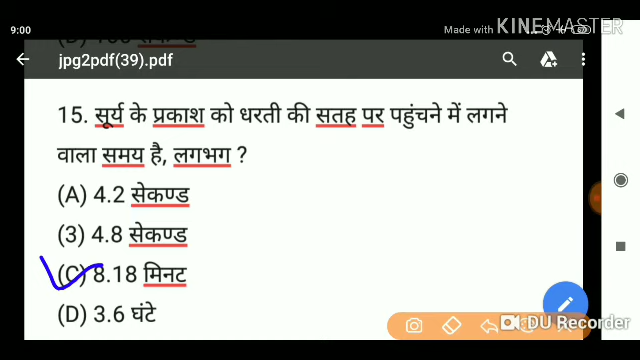 9:00
Made with KINEMASTER
jpg2pdf(39).pdf
15. सूर्य के प्रकाश को धरती की सतह पर पहुंचने में लगने
वाला समय है, लगभग ?
(A) 4.2 सेकण्ड
(3) 4.8 सेकण्ड
(C) 8.18 मिनट
(D) 3.6 घंटे
DU Recorder